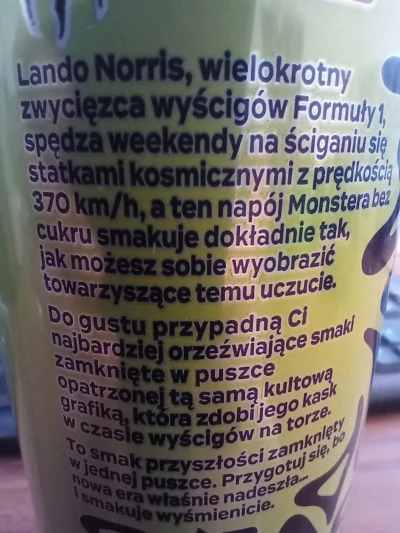 Lando Norris, wielokrotny
zwycięzca wyścigów Formuły 1,
spędza weekendy na ściganiu się
statkami kosmicznymi z prędkością
370 km/h, a ten napój Monstera bez
cukru smakuje dokładnie tak,
jak możesz sobie wyobrazić
towarzyszące temu uczucie.
Do gustu przypadną Ci
najbardziej orzeźwiające smaki
zamknięte w puszce
opatrzonej tą samą kultową
grafiką, która zdobi jego kask
w czasie wyścigów na torze.
To smak przyszłości zamknięty
w jednej puszce. Przygotuj się, bo
nowa era właśnie nadeszła...
I smakuje wyśmienicie.